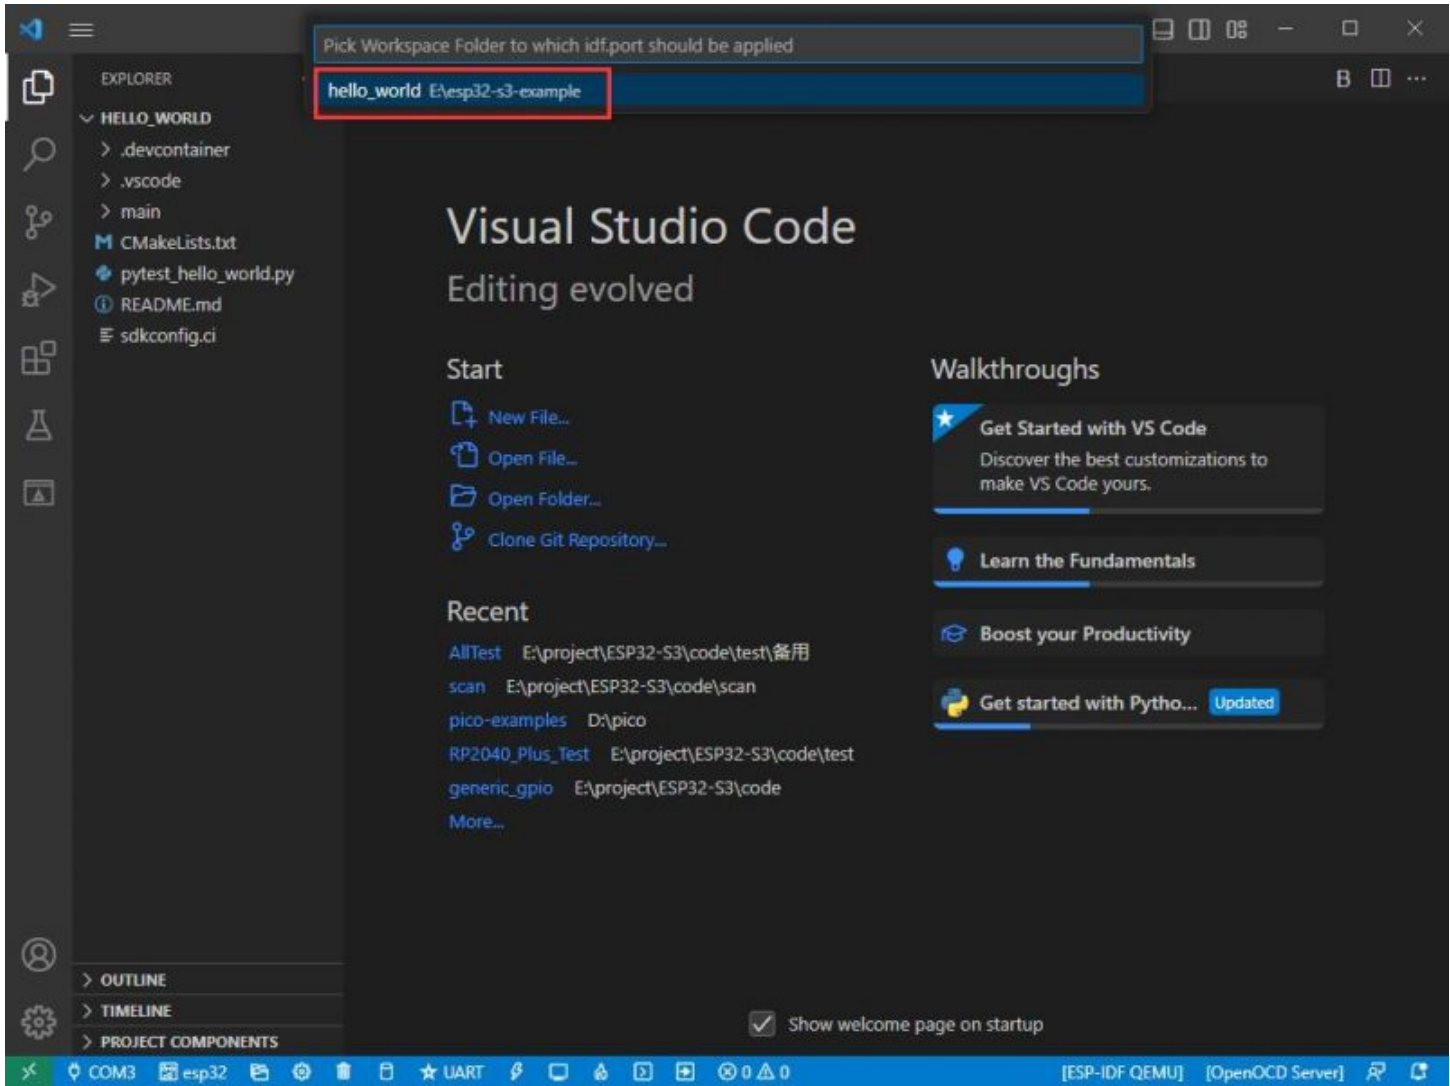 Pick Workspace Folder to which idf.port should be applied
hello_world E:\esp32-s3-example
EXPLORER
HELLO_WORLD
.devcontainer
.vscode
main
CMakeLists.txt
pytest_hello_world.py
README.md
sdkconfig.ci
Visual Studio Code
Editing evolved
Start
New File...
Open File...
Open Folder...
Clone Git Repository...
Recent
AllTest E:\project\ESP32-S3\code\test\备用
scan E:\project\ESP32-S3\code\scan
pico-examples D:\pico
RP2040_Plus_Test E:\project\ESP32-S3\code\test
generic_gpio E:\project\ESP32-S3\code
More...
Walkthroughs
Get Started with VS Code
Discover the best customizations to
make VS Code yours.
Learn the Fundamentals
Boost your Productivity
Get started with Pytho... Updated
Show welcome page on startup
OUTLINE
TIMELINE
PROJECT COMPONENTS
COM3 esp32 UART 0 0 [ESP-IDF QEMU] [OpenOCD Server]